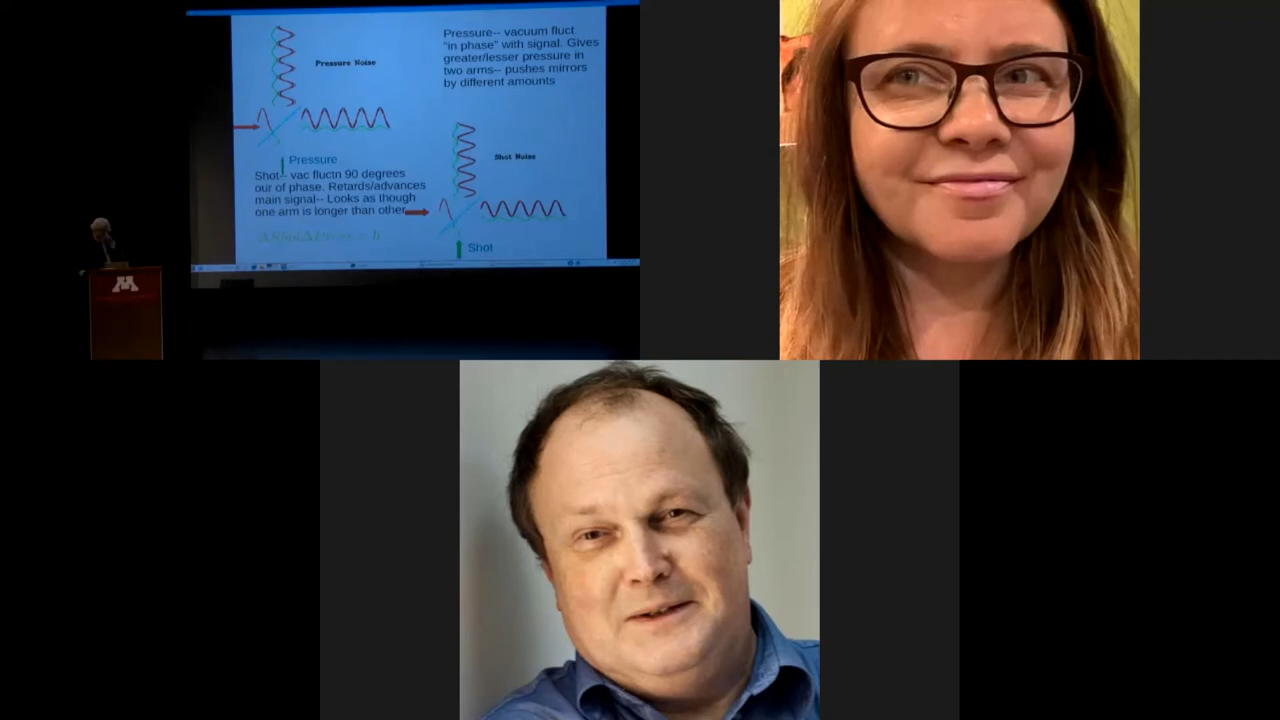 Pressure Noise
Pressure-- vacuum fluct
"in phase" with signal. Gives
greater/lesser pressure in
two arms-- pushes mirrors
by different amounts
Pressure
Shot-- vac fluctn 90 degrees
our of phase. Retards/advances
main signal-- Looks as though
one arm is longer than other
Shot Noise
Shot
M